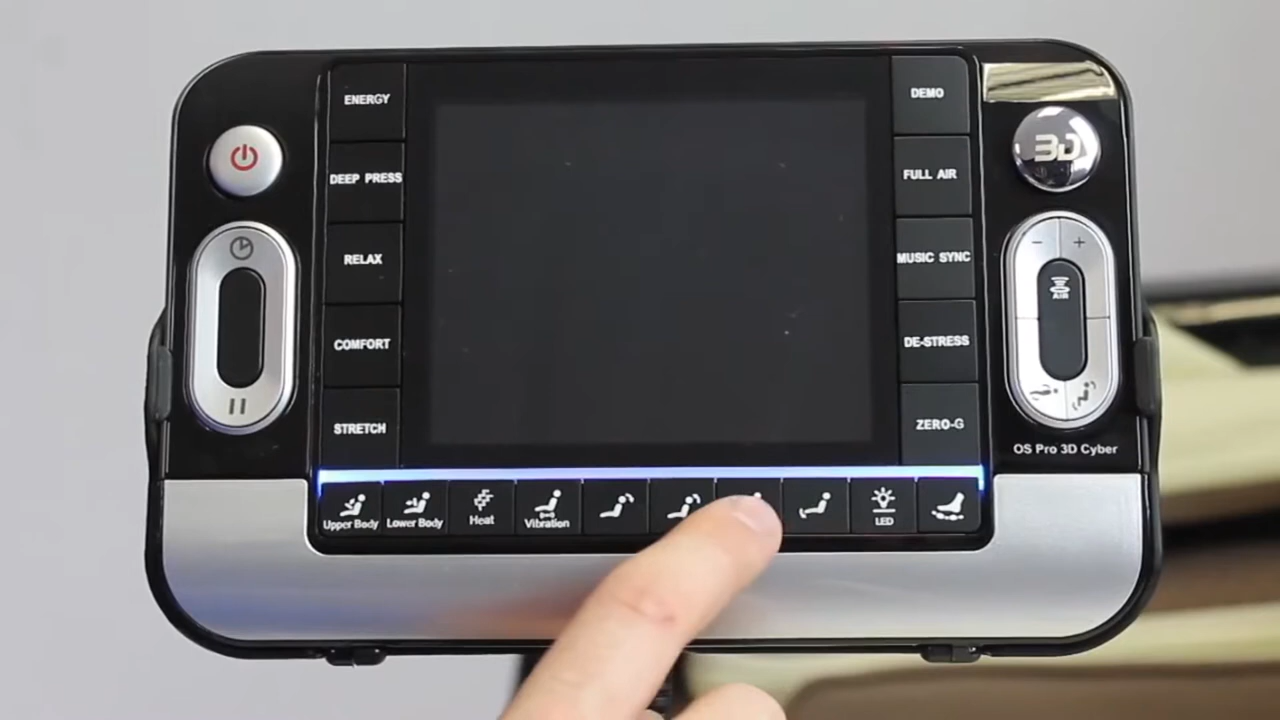 ENERGY
DEEP PRESS
RELAX
COMFORT
STRETCH
DEMO
FULL AIR
MUSIC SYNC
DE-STRESS
ZERO-G
3D
- +
AIR
OS Pro 3D Cyber
Upper Body
Lower Body
Heat
Vibration
LED